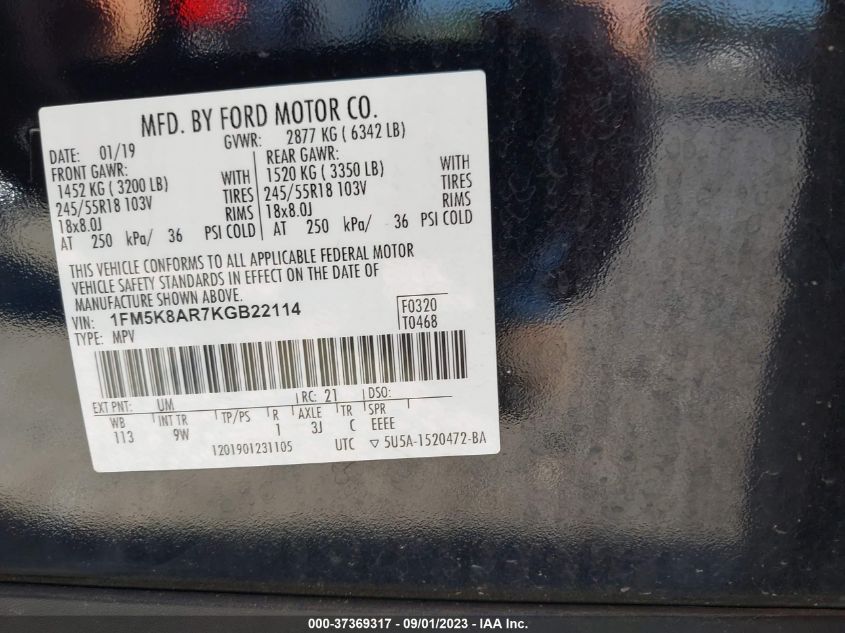 MFD. BY FORD MOTOR CO.
DATE: 01/19 GVWR: 2877 KG ( 6342 LB)
FRONT GAWR: REAR GAWR:
1452 KG ( 3200 LB) WITH 1520 KG ( 3350 LB) WITH
245/55R18 103V TIRES 245/55R18 103V TIRES
18x8.0J RIMS 18x8.0J RIMS
AT 250 kPa/ 36 PSI COLD AT 250 kPa/ 36 PSI COLD
THIS VEHICLE CONFORMS TO ALL APPLICABLE FEDERAL MOTOR
VEHICLE SAFETY STANDARDS IN EFFECT ON THE DATE OF
MANUFACTURE SHOWN ABOVE.
VIN: 1FM5K8AR7KGB22114 F0320
TYPE: MPV T0468
EXT PNT: UM RC: 21 DSO:
WB INT TR TP/PS R AXLE TR SPR
113 9W 1 3J C EEEE
1201901231105 UTC ▽ 5U5A-1520472-BA
000-37369317 - 09/01/2023 - IAA Inc.